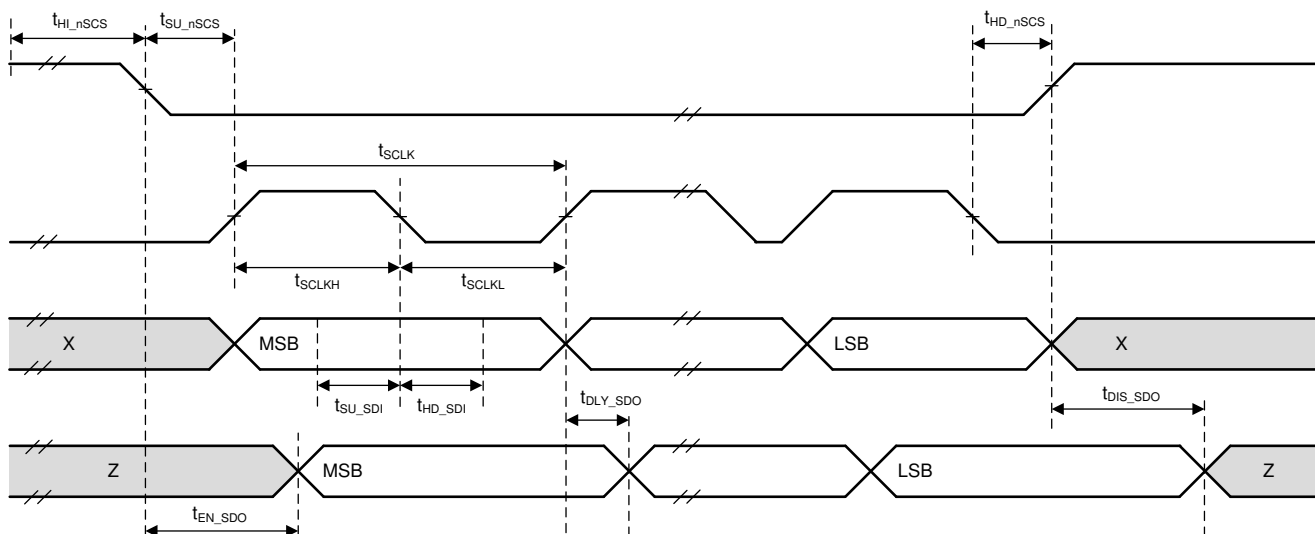 tHI_nSCS tSU_nSCS tHD_nSCS
tSCLK
tSCLKH tSCLKL
X MSB LSB X
tSU_SDI tHD_SDI tDLY_SDO tDIS_SDO
Z MSB LSB Z
tEN_SDO